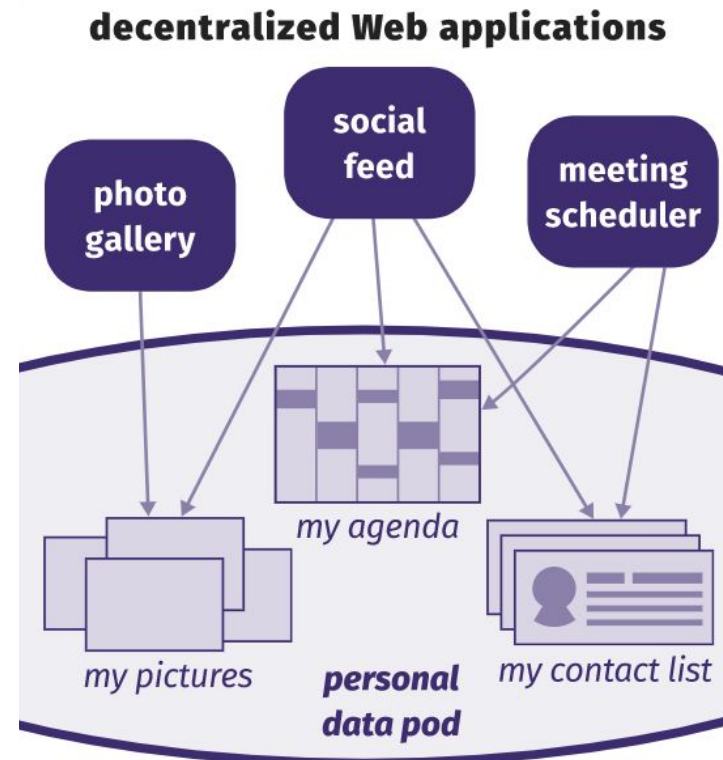 decentralized Web applications
social
feed
photo
gallery
meeting
scheduler
my agenda
my pictures
my contact list
personal
data pod